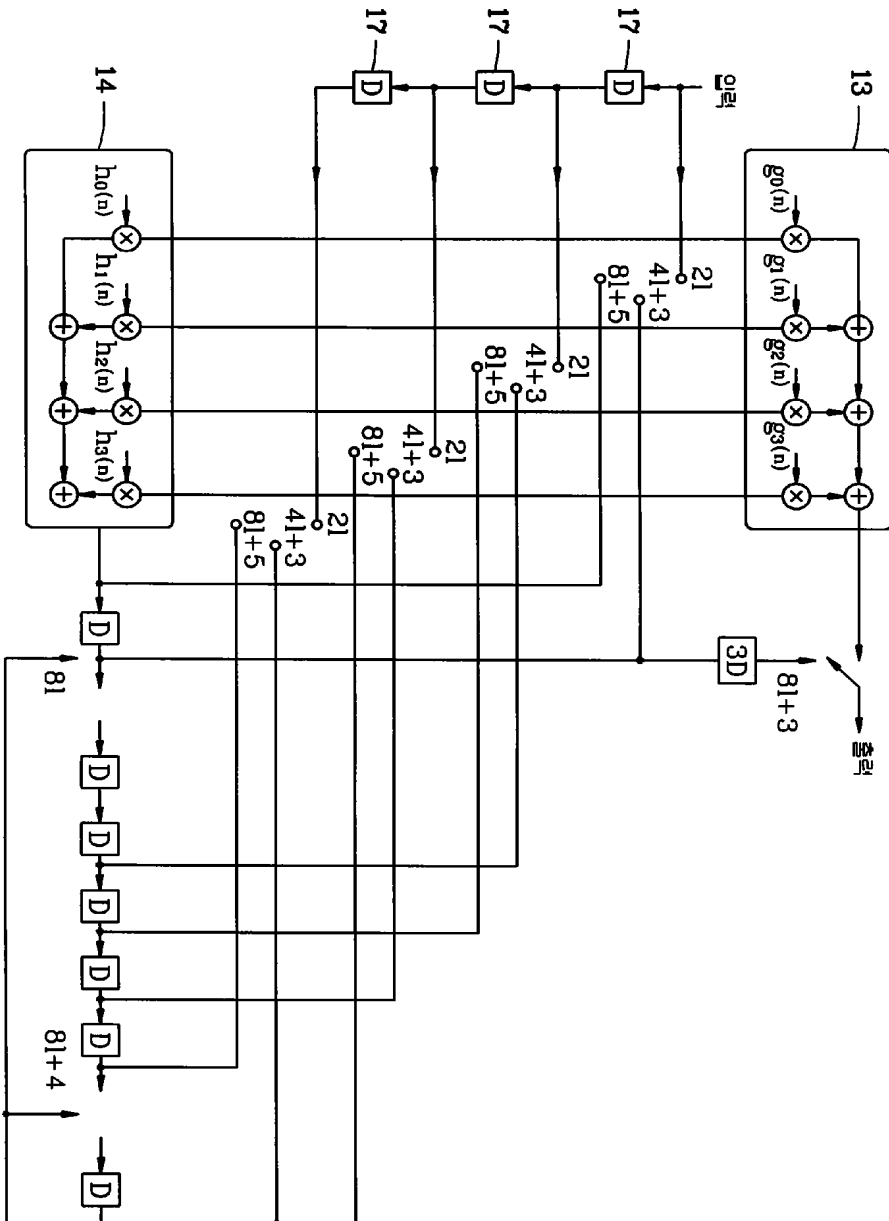 13
g0(n)
g1(n)
g2(n)
g3(n)
8l+3
출력
3D
입력
17
D
17
D
17
D
2l
4l+3
8l+5
2l
4l+3
8l+5
2l
4l+3
8l+5
2l
4l+3
8l+5
14
h0(n)
h1(n)
h2(n)
h3(n)
D
8l
D
D
D
D
D
8l+4
D